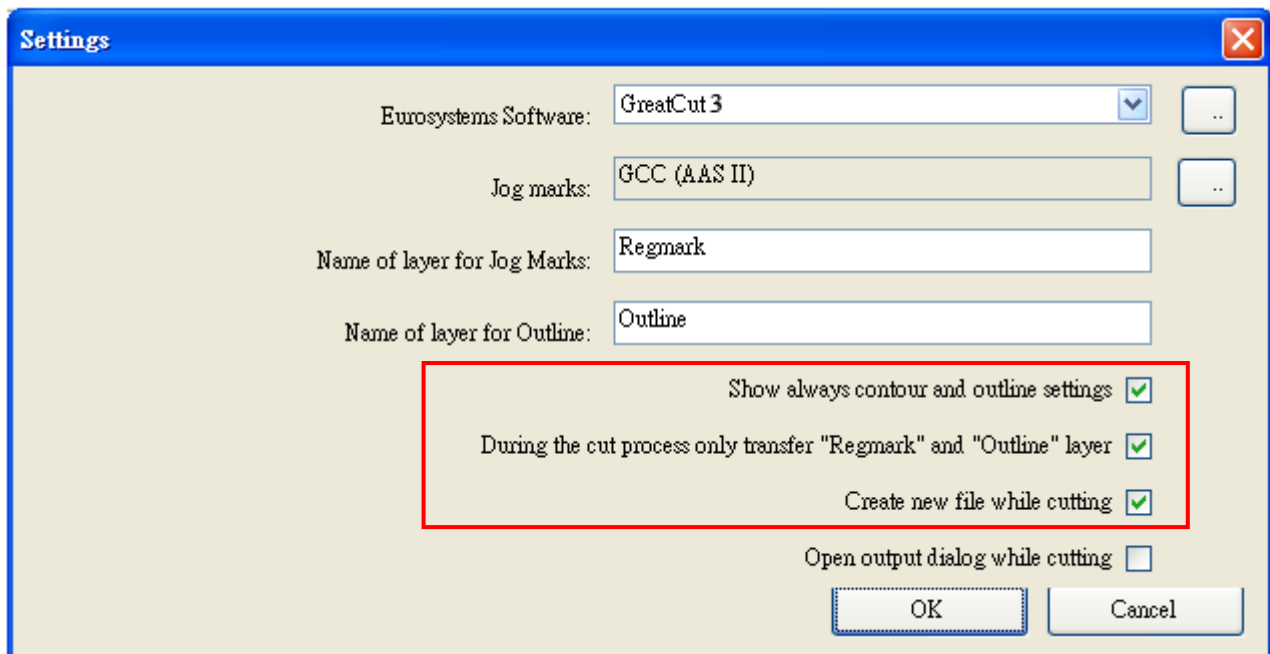 Settings
Eurosystems Software: GreatCut 3 ..
Jog marks: GCC (AAS II) ..
Name of layer for Jog Marks: Regmark
Name of layer for Outline: Outline
Show always contour and outline settings
During the cut process only transfer "Regmark" and "Outline" layer
Create new file while cutting
Open output dialog while cutting
OK Cancel